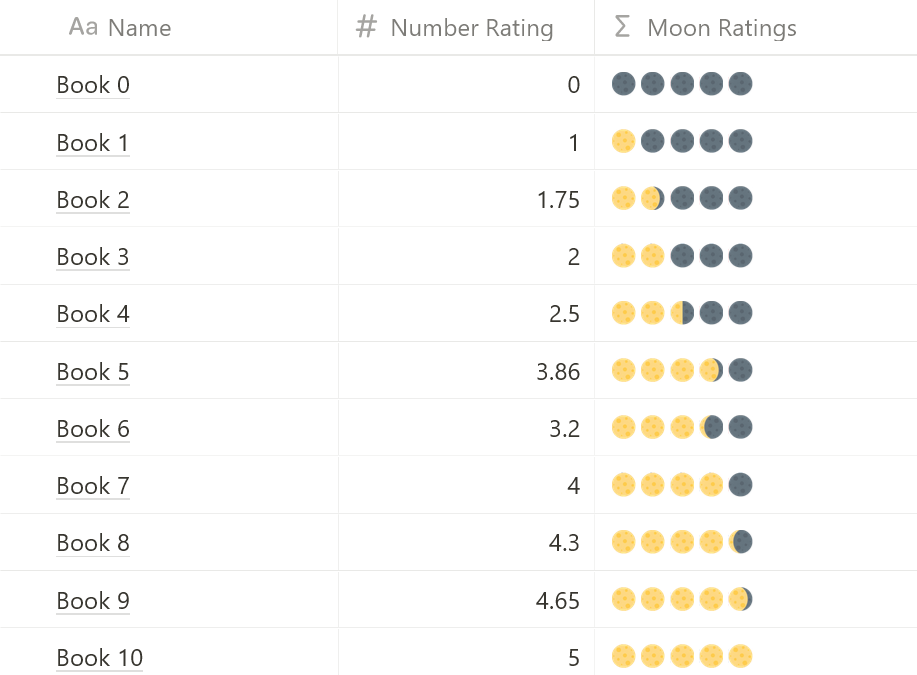 Aa Name # Number Rating Σ Moon Ratings
Book 0 0 🌑🌑🌑🌑🌑
Book 1 1 🌕🌑🌑🌑🌑
Book 2 1.75 🌕🌖🌑🌑🌑
Book 3 2 🌕🌕🌑🌑🌑
Book 4 2.5 🌕🌕🌗🌑🌑
Book 5 3.86 🌕🌕🌕🌖🌑
Book 6 3.2 🌕🌕🌕🌘🌑
Book 7 4 🌕🌕🌕🌕🌑
Book 8 4.3 🌕🌕🌕🌕🌘
Book 9 4.65 🌕🌕🌕🌕🌖
Book 10 5 🌕🌕🌕🌕🌕